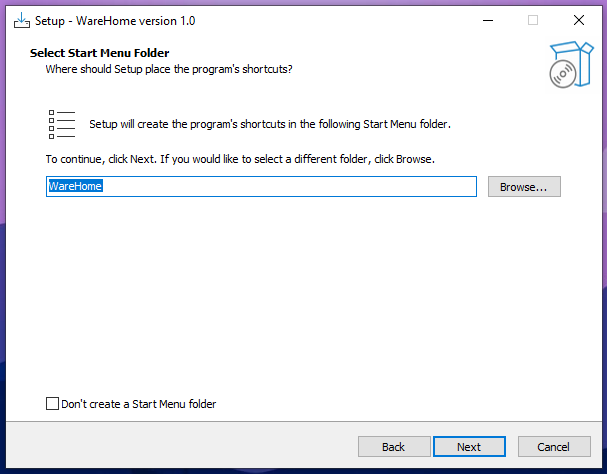 Setup - WareHome version 1.0
Select Start Menu Folder
Where should Setup place the program's shortcuts?
Setup will create the program's shortcuts in the following Start Menu folder.
To continue, click Next. If you would like to select a different folder, click Browse.
WareHome
Browse...
Don't create a Start Menu folder
Back
Next
Cancel